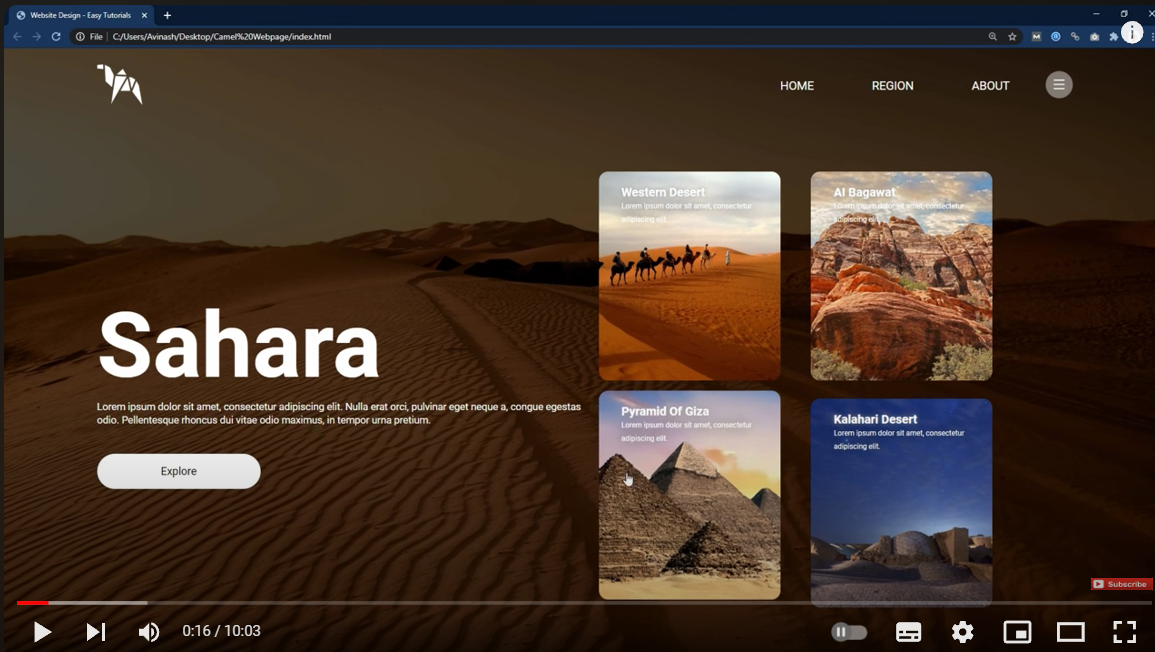 Website Design - Easy Tutorials
File | C:/Users/Avinash/Desktop/Camel%20Webpage/index.html
HOME REGION ABOUT
Western Desert
Lorem ipsum dolor sit amet, consectetur
adipiscing elit.
Al Bagawat
Lorem ipsum dolor sit amet, consectetur
adipiscing elit.
Sahara
Lorem ipsum dolor sit amet, consectetur adipiscing elit. Nulla erat orci, pulvinar eget neque a, congue egestas
odio. Pellentesque rhoncus dui vitae odio maximus, in tempor urna pretium.
Explore
Pyramid Of Giza
Lorem ipsum dolor sit amet, consectetur
adipiscing elit.
Kalahari Desert
Lorem ipsum dolor sit amet, consectetur
adipiscing elit.
Subscribe
0:16 / 10:03